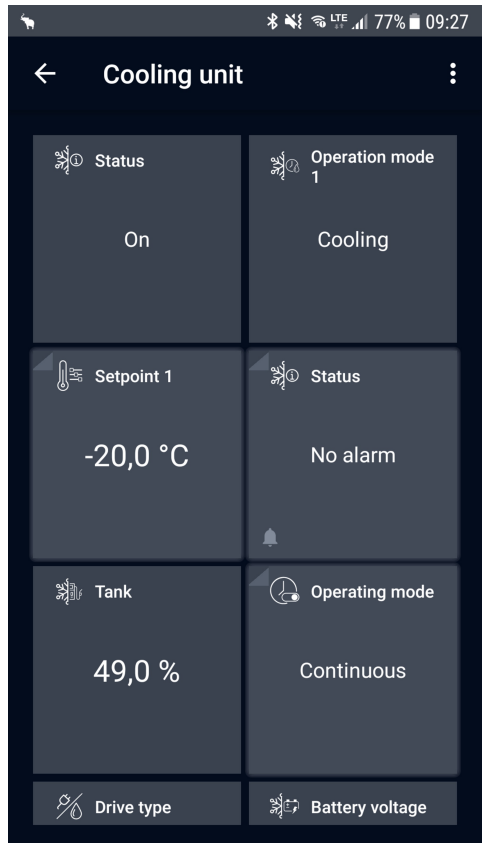 LTE 77% 09:27
Cooling unit
Status
On
Operation mode
1
Cooling
Setpoint 1
-20,0 °C
Status
No alarm
Tank
49,0 %
Operating mode
Continuous
Drive type
Battery voltage